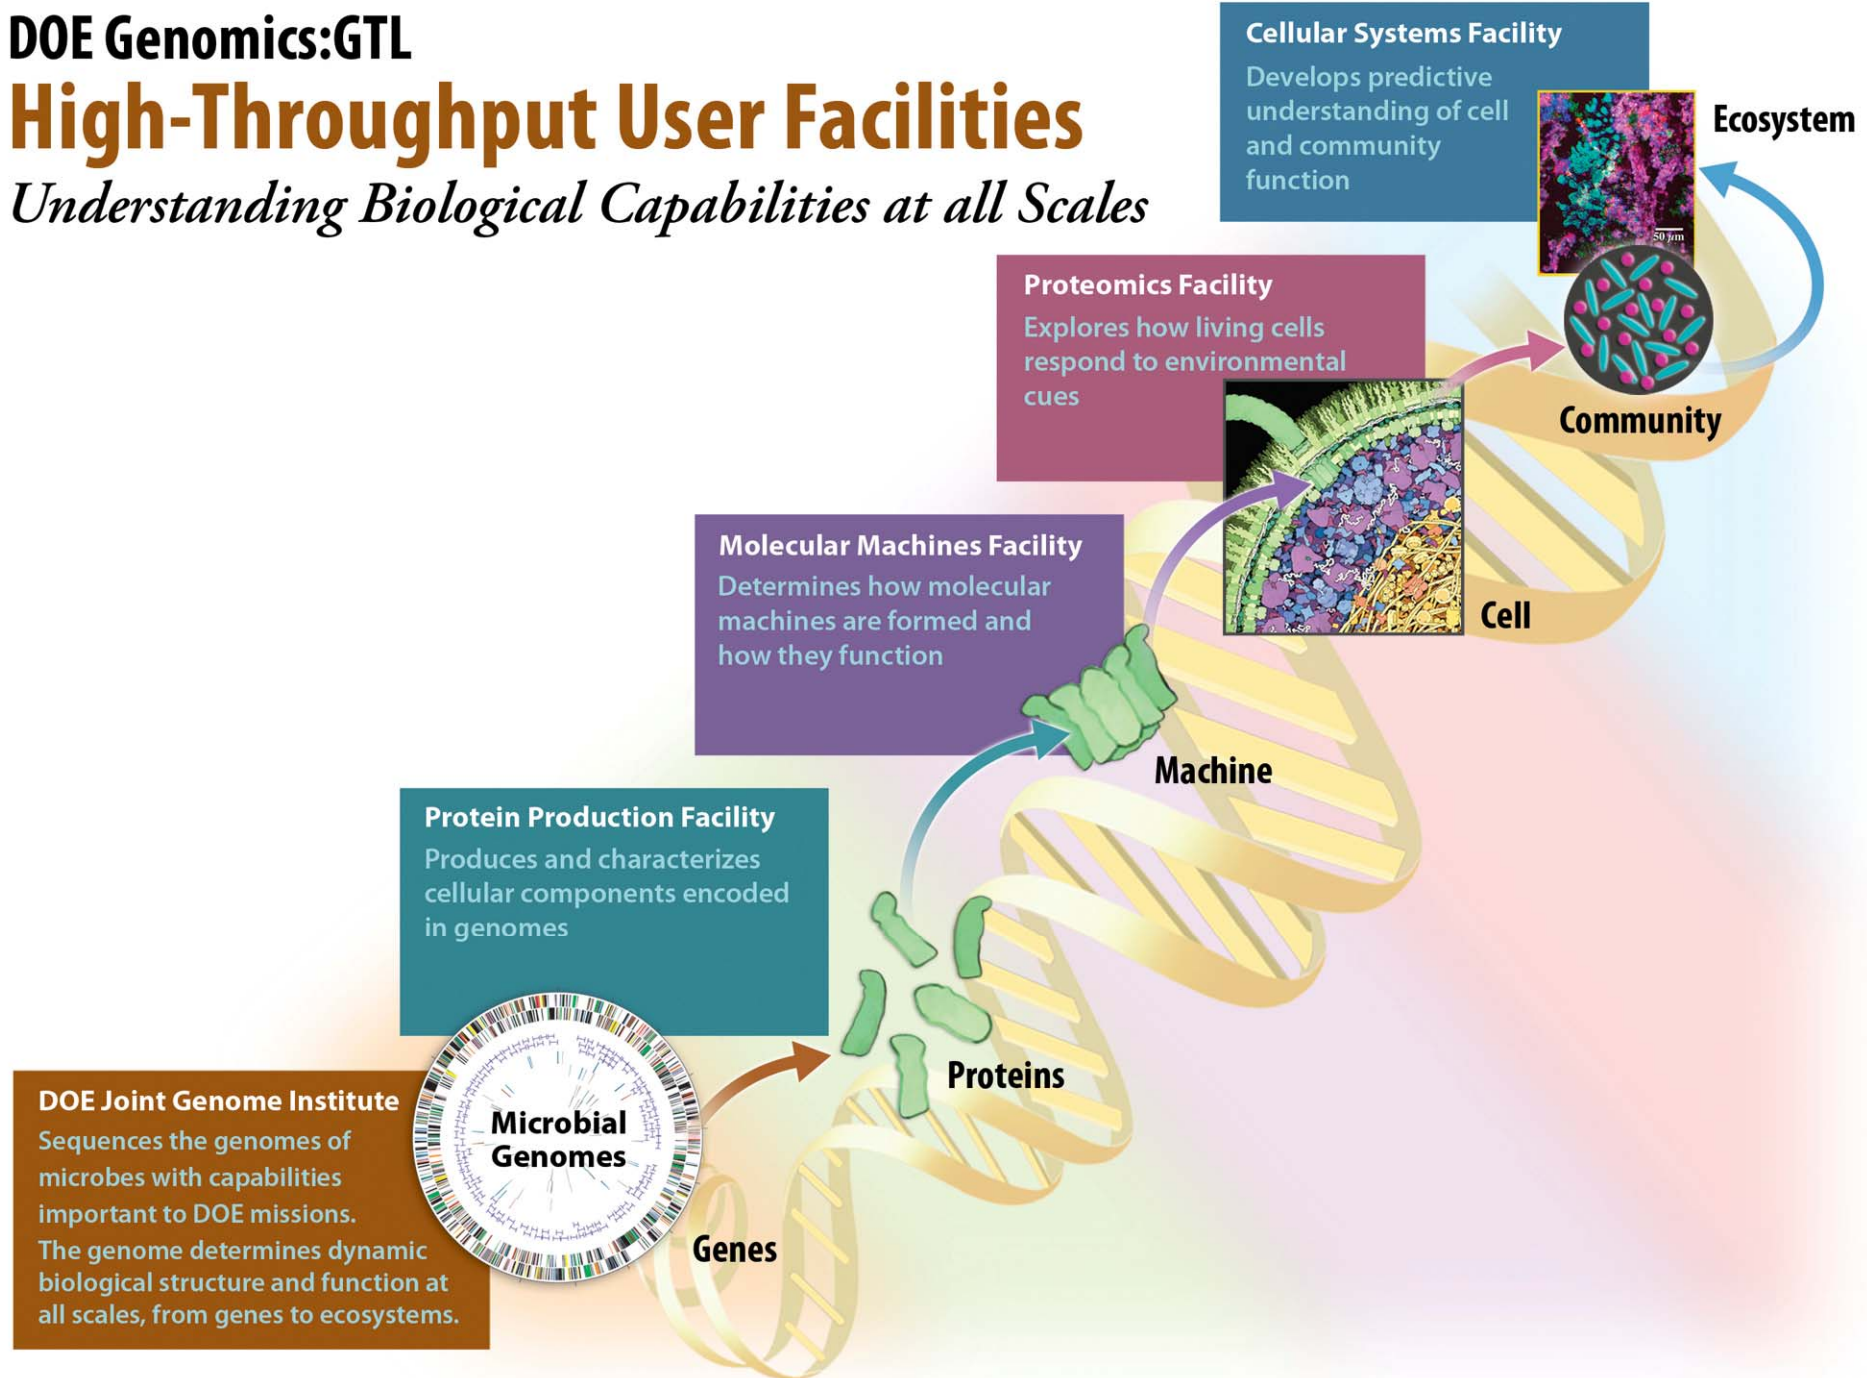 DOE Genomics:GTL
High-Throughput User Facilities
Understanding Biological Capabilities at all Scales
Cellular Systems Facility
Develops predictive
understanding of cell
and community
function
Ecosystem
50 µm
Proteomics Facility
Explores how living cells
respond to environmental
cues
Community
Molecular Machines Facility
Determines how molecular
machines are formed and
how they function
Cell
Machine
Protein Production Facility
Produces and characterizes
cellular components encoded
in genomes
Proteins
DOE Joint Genome Institute
Sequences the genomes of
microbes with capabilities
important to DOE missions.
The genome determines dynamic
biological structure and function at
all scales, from genes to ecosystems.
Microbial
Genomes
Genes